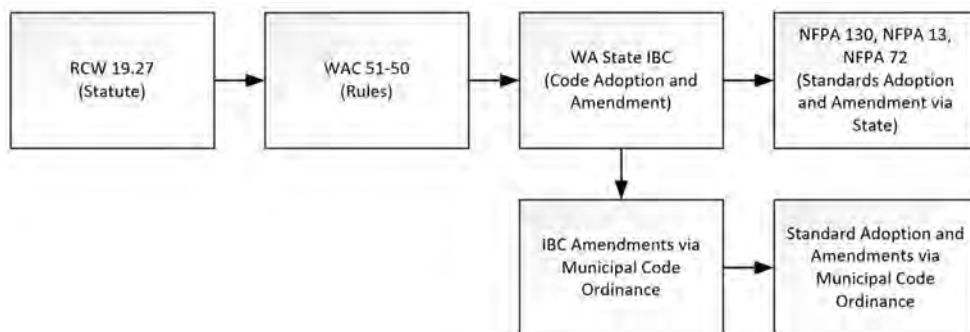 RCW 19.27
(Statute)
WAC 51-50
(Rules)
WA State IBC
(Code Adoption and
Amendment)
NFPA 130, NFPA 13,
NFPA 72
(Standards Adoption
and Amendment via
State)
IBC Amendments via
Municipal Code
Ordinance
Standard Adoption and
Amendments via
Municipal Code
Ordinance